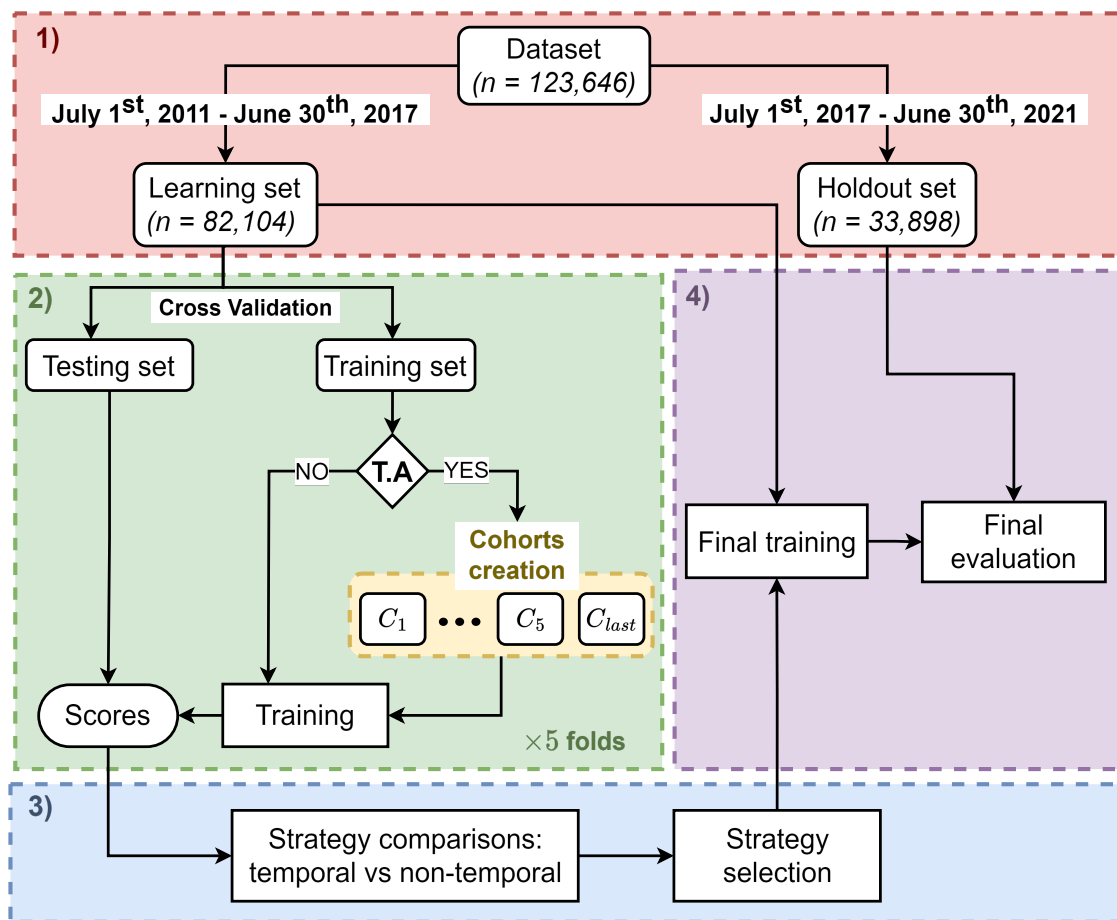 1)
Dataset
(n = 123,646)
July 1st, 2011 - June 30th, 2017
July 1st, 2017 - June 30th, 2021
Learning set
(n = 82,104)
Holdout set
(n = 33,898)
2)
Cross Validation
Testing set
Training set
T.A
NO
YES
Cohorts
creation
C1 ••• C5 Clast
Scores
Training
×5 folds
4)
Final training
Final
evaluation
3)
Strategy comparisons:
temporal vs non-temporal
Strategy
selection